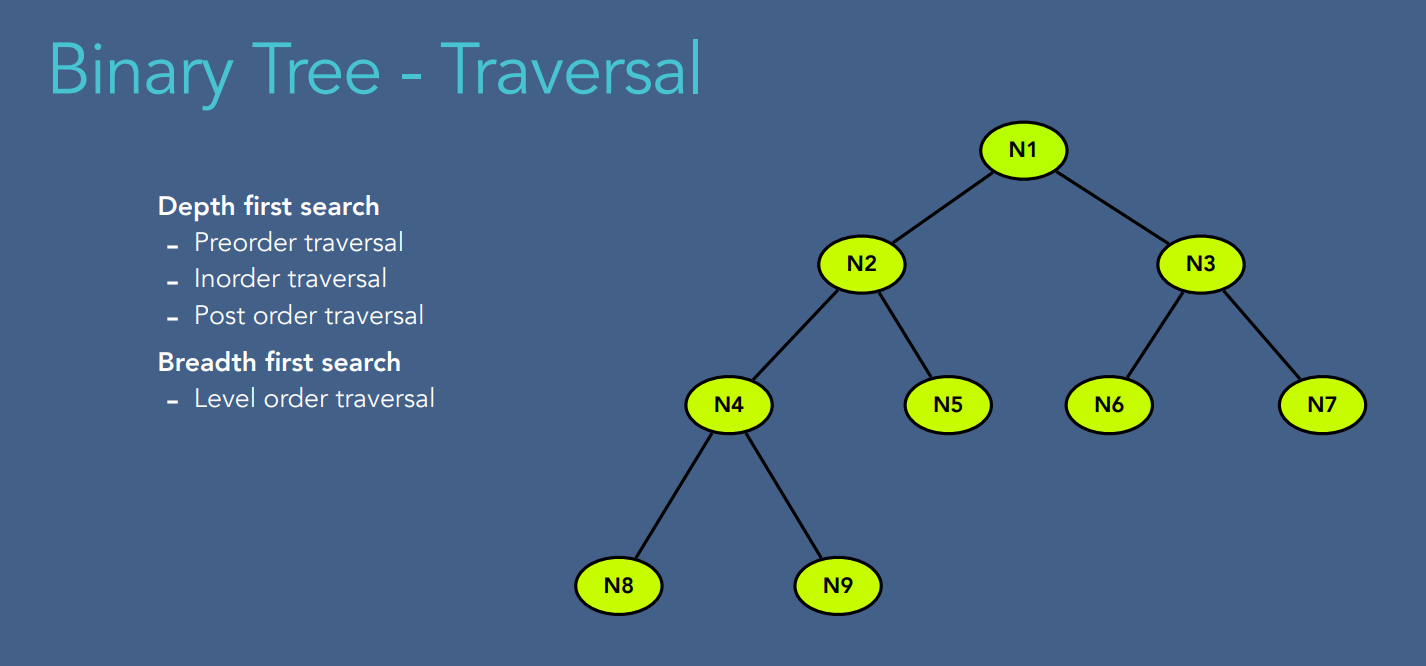 Binary Tree - Traversal
Depth first search
- Preorder traversal
- Inorder traversal
- Post order traversal
Breadth first search
- Level order traversal
N1
N2 N3
N4 N5 N6 N7
N8 N9